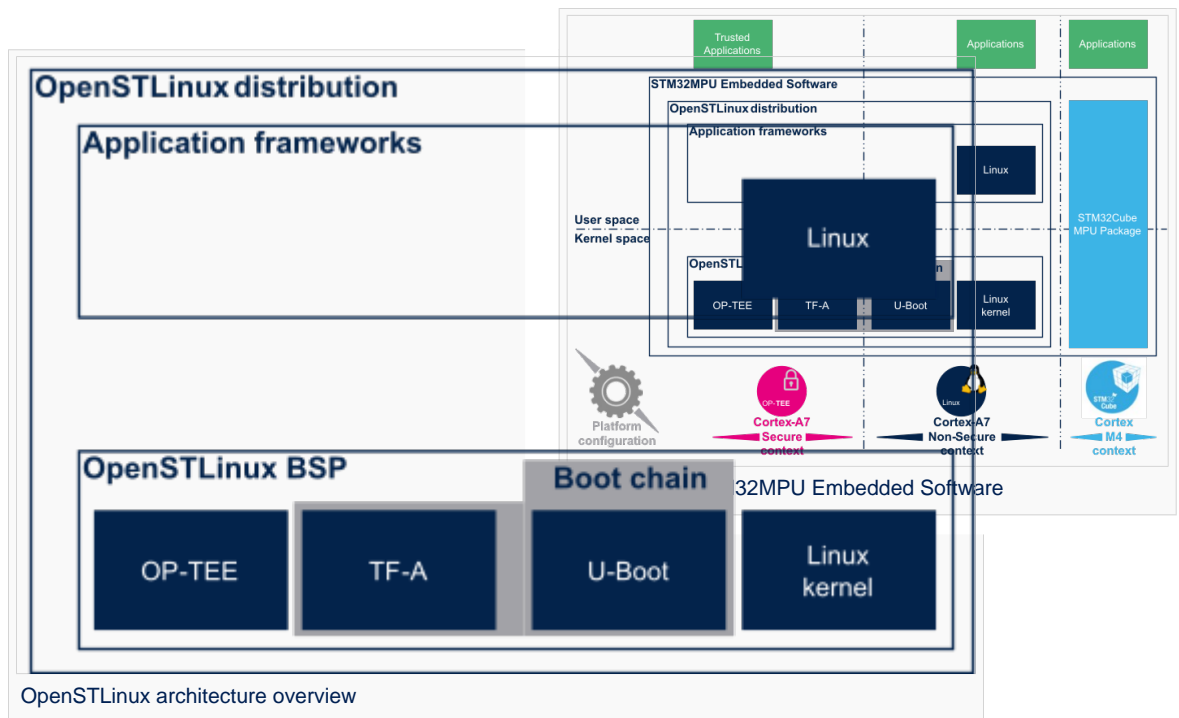 OpenSTLinux distribution
Application frameworks
Linux
OpenSTLinux BSP
Boot chain
OP-TEE
TF-A
U-Boot
Linux
kernel
OpenSTLinux architecture overview
Trusted
Applications
Applications
Applications
STM32MPU Embedded Software
OpenSTLinux distribution
Application frameworks
Linux
User space
Kernel space
STM32Cube
MPU Package
OpenSTL
n
OP-TEE
TF-A
U-Boot
Linux
kernel
Platform
configuration
OP-TEE
Cortex-A7
Secure
context
Linux
Cortex-A7
Non-Secure
context
STM32
Cube
Cortex
M4
context
32MPU Embedded Software